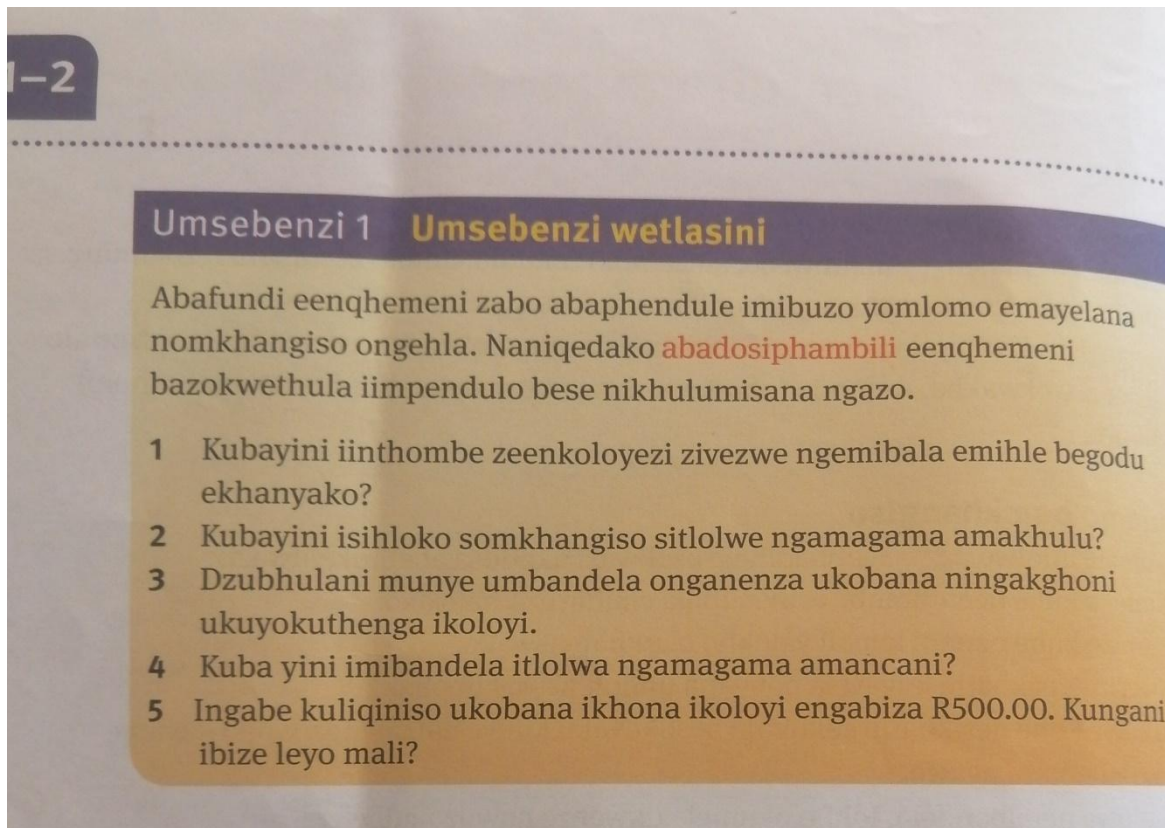 1–2
Umsebenzi 1 Umsebenzi wetlasini
Abafundi eenqhemeni zabo abaphendule imibuzo yomlomo emayelana
nomkhangiso ongehla. Naniqedako abadosiphambili eenqhemeni
bazokwethula iimpendulo bese nikhulumisana ngazo.
1 Kubayini iinthombe zeenkoloyezi zivezwe ngemibala emihle begodu
ekhanyako?
2 Kubayini isihloko somkhangiso sitlolwe ngamagama amakhulu?
3 Dzubhulani munye umbandela onganenza ukobana ningakghoni
ukuyokuthenga ikoloyi.
4 Kuba yini imibandela itlolwa ngamagama amancani?
5 Ingabe kuliqiniso ukobana ikhona ikoloyi engabiza R500.00. Kungani
ibize leyo mali?